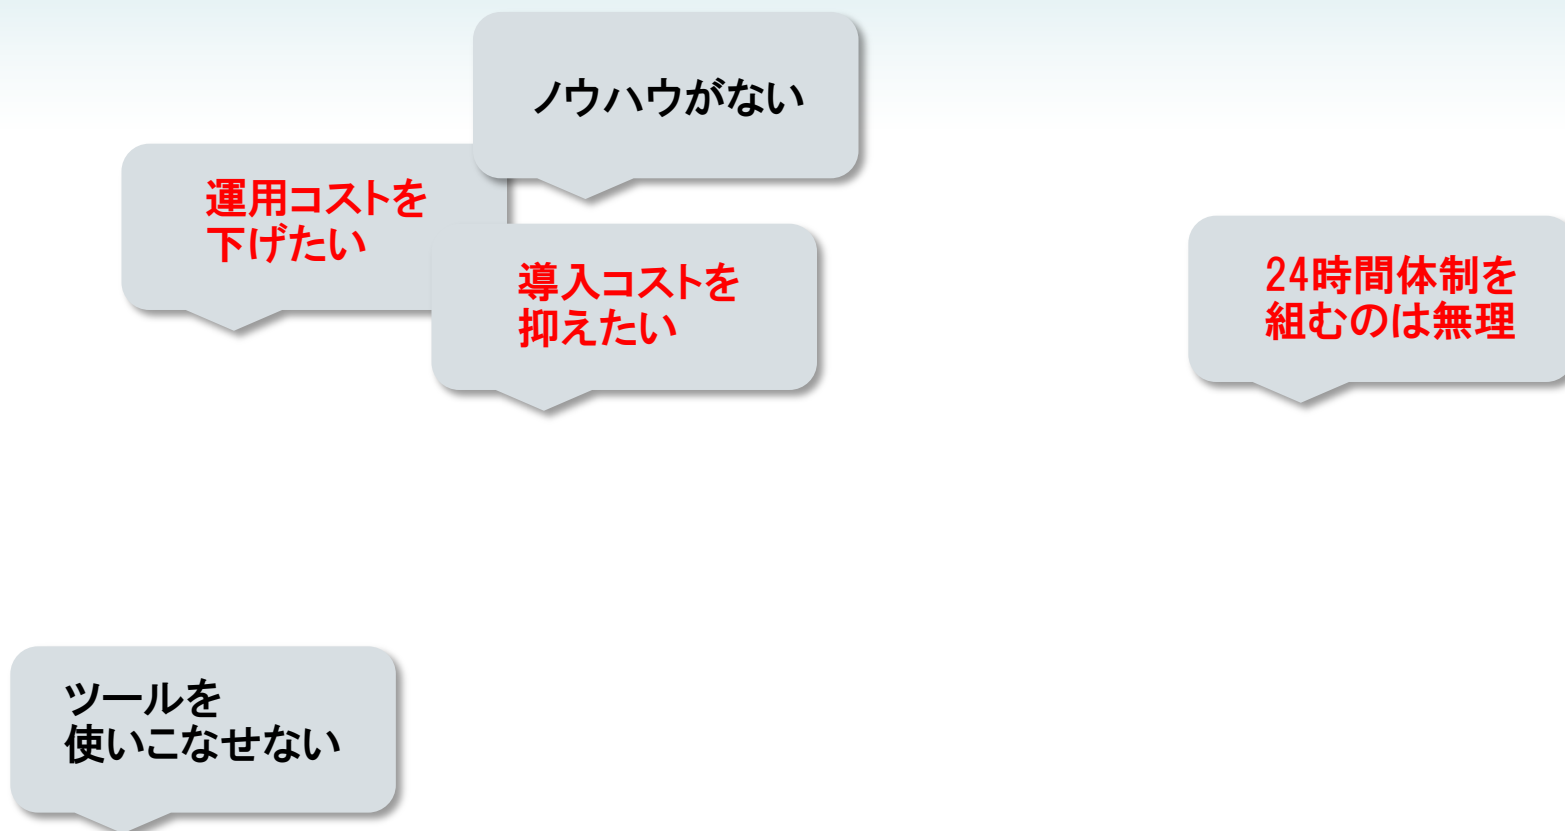 ノウハウがない
運用コストを
下げたい
導入コストを
抑えたい
24時間体制を
組むのは無理
ツールを
使いこなせない